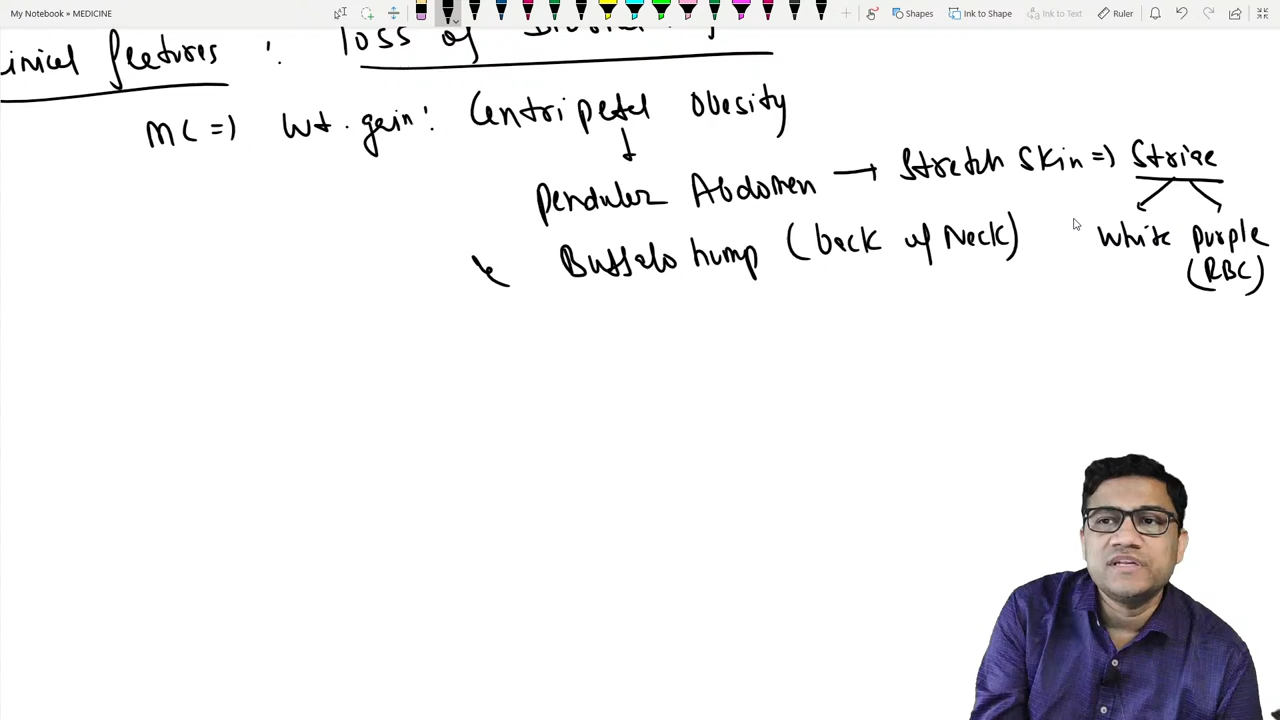 My Notebook » MEDICINE
Shapes Ink to Shape Ink to Text Ruler
inical features : loss of
MC => Wt. gain : Centripetal Obesity
Penduler Abdomen → Stretch Skin => Striae
White Purple
(RBC)
Buffalo hump (back of Neck)